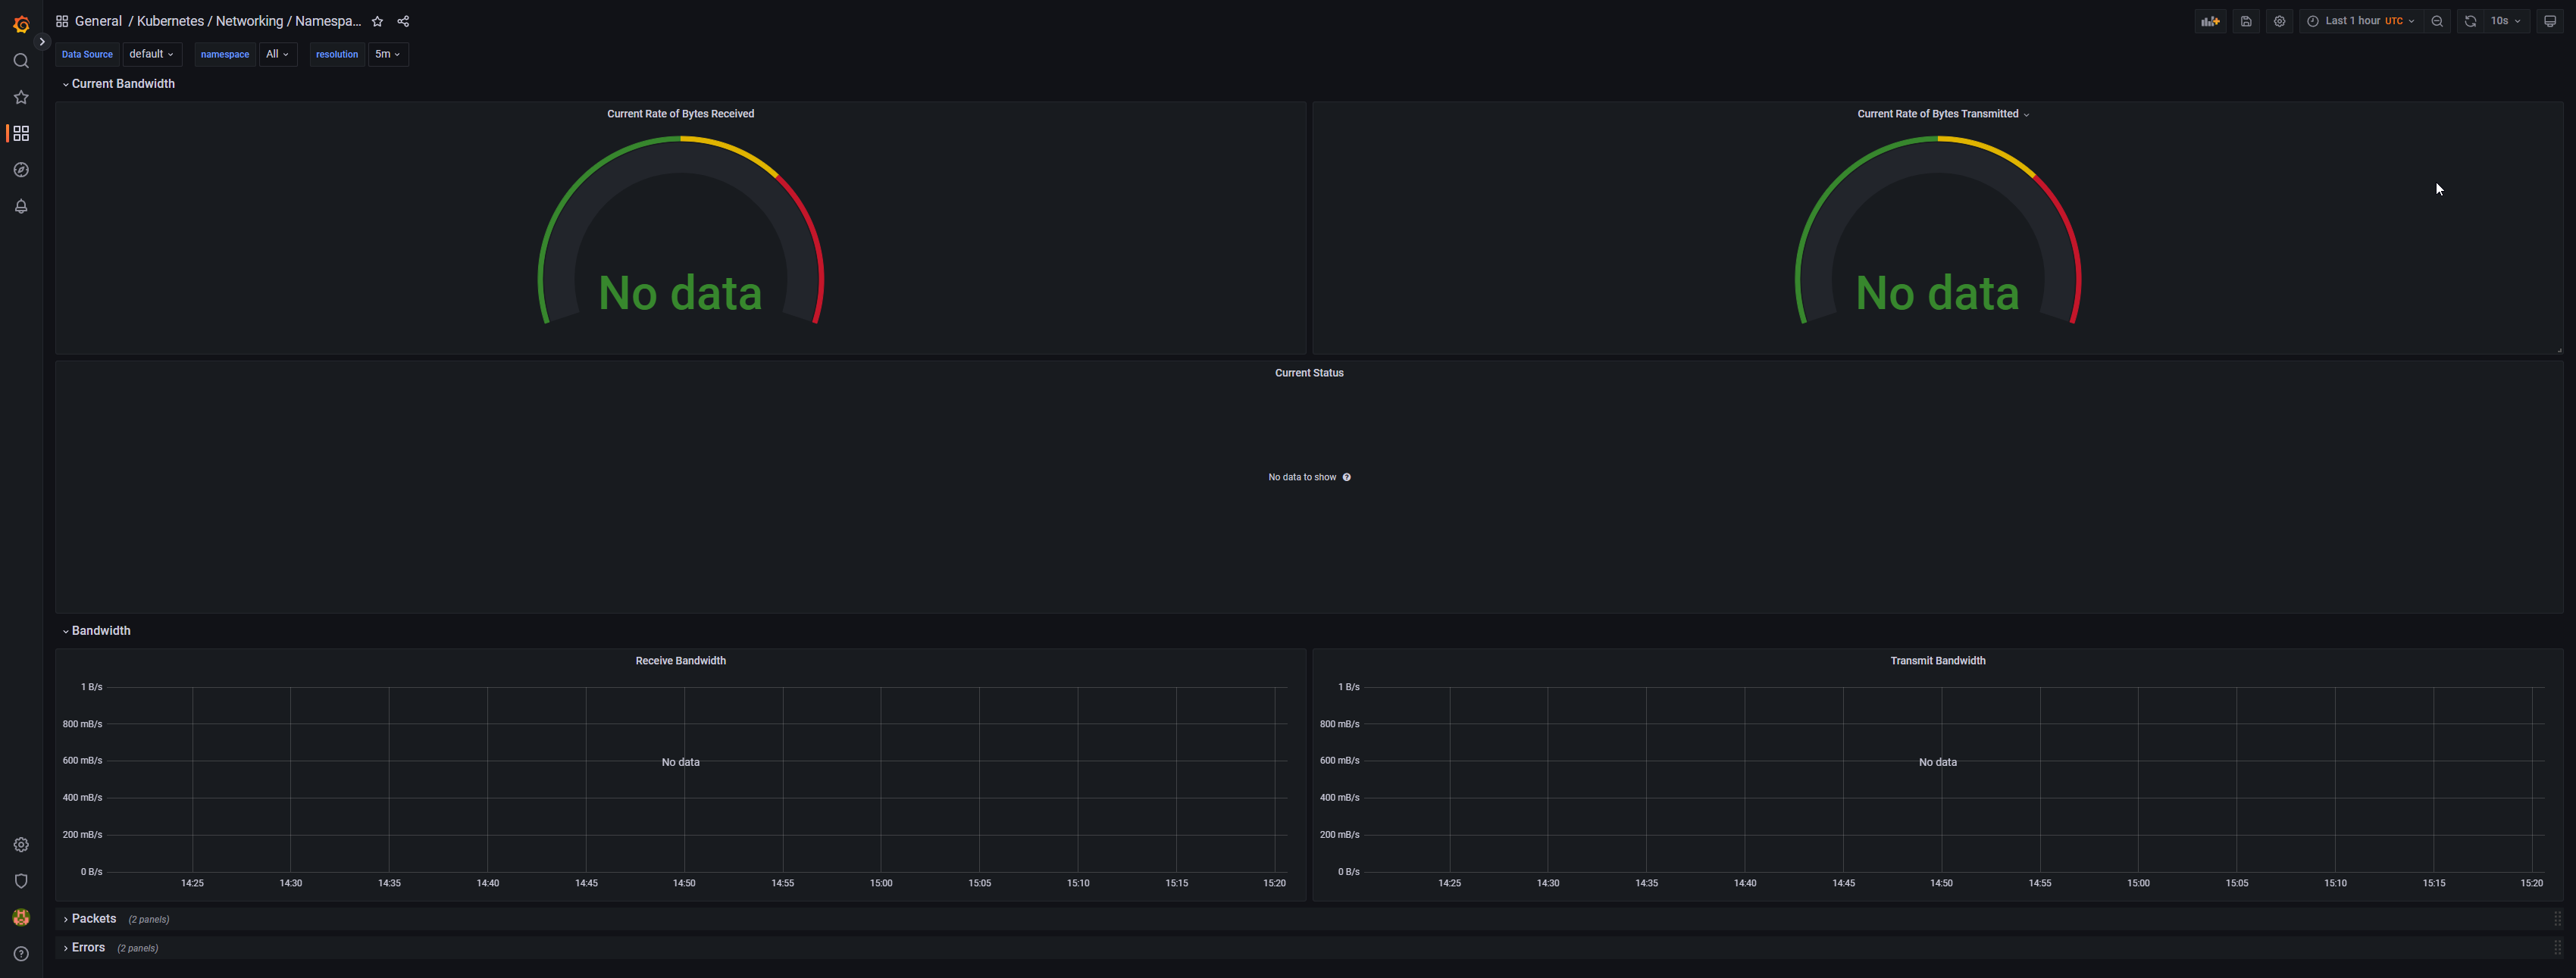 General / Kubernetes / Networking / Namespa...
Last 1 hour UTC
10s
Data Source default namespace All resolution 5m
Current Bandwidth
Current Rate of Bytes Received
Current Rate of Bytes Transmitted
No data
No data
Current Status
No data to show
Bandwidth
Receive Bandwidth
1 B/s
800 mB/s
600 mB/s
400 mB/s
200 mB/s
0 B/s
No data
14:25 14:30 14:35 14:40 14:45 14:50 14:55 15:00 15:05 15:10 15:15 15:20
Transmit Bandwidth
1 B/s
800 mB/s
600 mB/s
400 mB/s
200 mB/s
0 B/s
No data
14:25 14:30 14:35 14:40 14:45 14:50 14:55 15:00 15:05 15:10 15:15 15:20
Packets (2 panels)
Errors (2 panels)